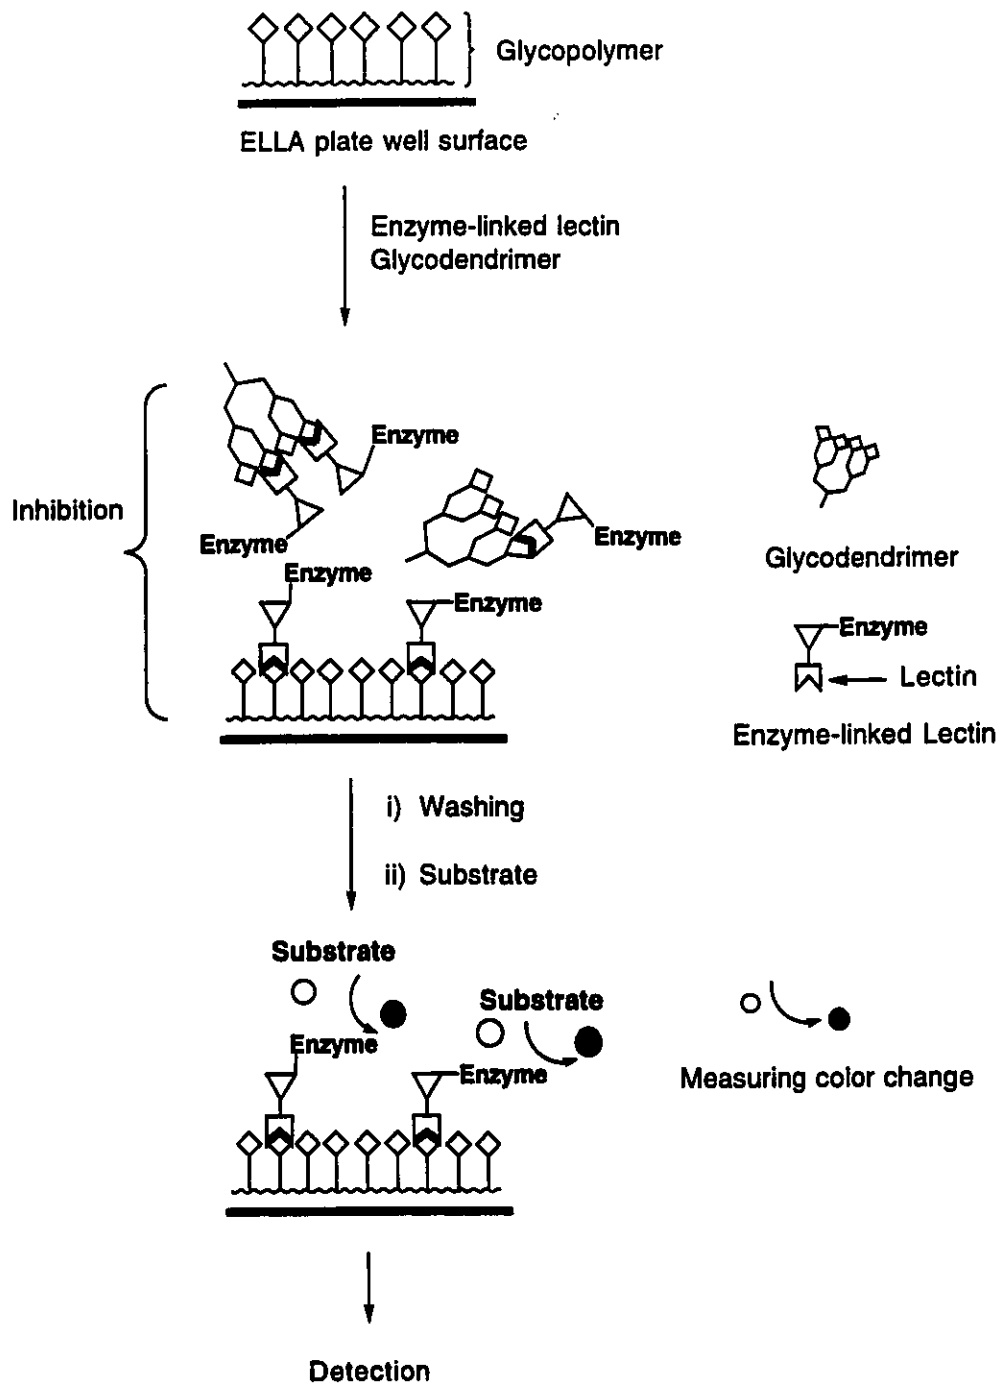 Glycopolymer
ELLA plate well surface
Enzyme-linked lectin
Glycodendrimer
Inhibition
Enzyme
Enzyme
Enzyme
Enzyme
Enzyme
Glycodendrimer
Enzyme
Lectin
Enzyme-linked Lectin
i) Washing
ii) Substrate
Substrate
Substrate
Enzyme
Enzyme
Measuring color change
Detection